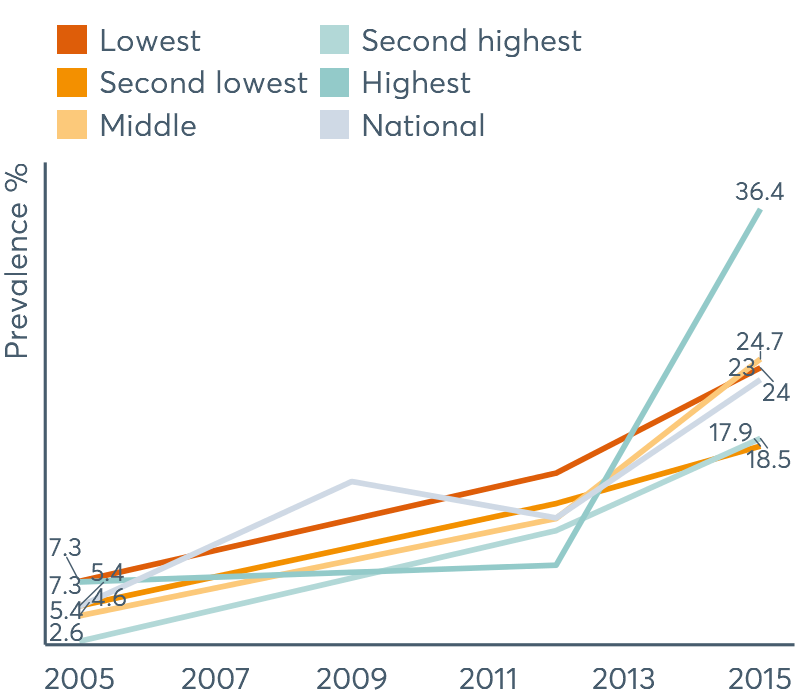 Lowest
Second lowest
Middle
Second highest
Highest
National
Prevalence %
36.4
24.7
23
24
17.9
18.5
7.3
5.4
7.3
4.6
5.4
2.6
2005 2007 2009 2011 2013 2015